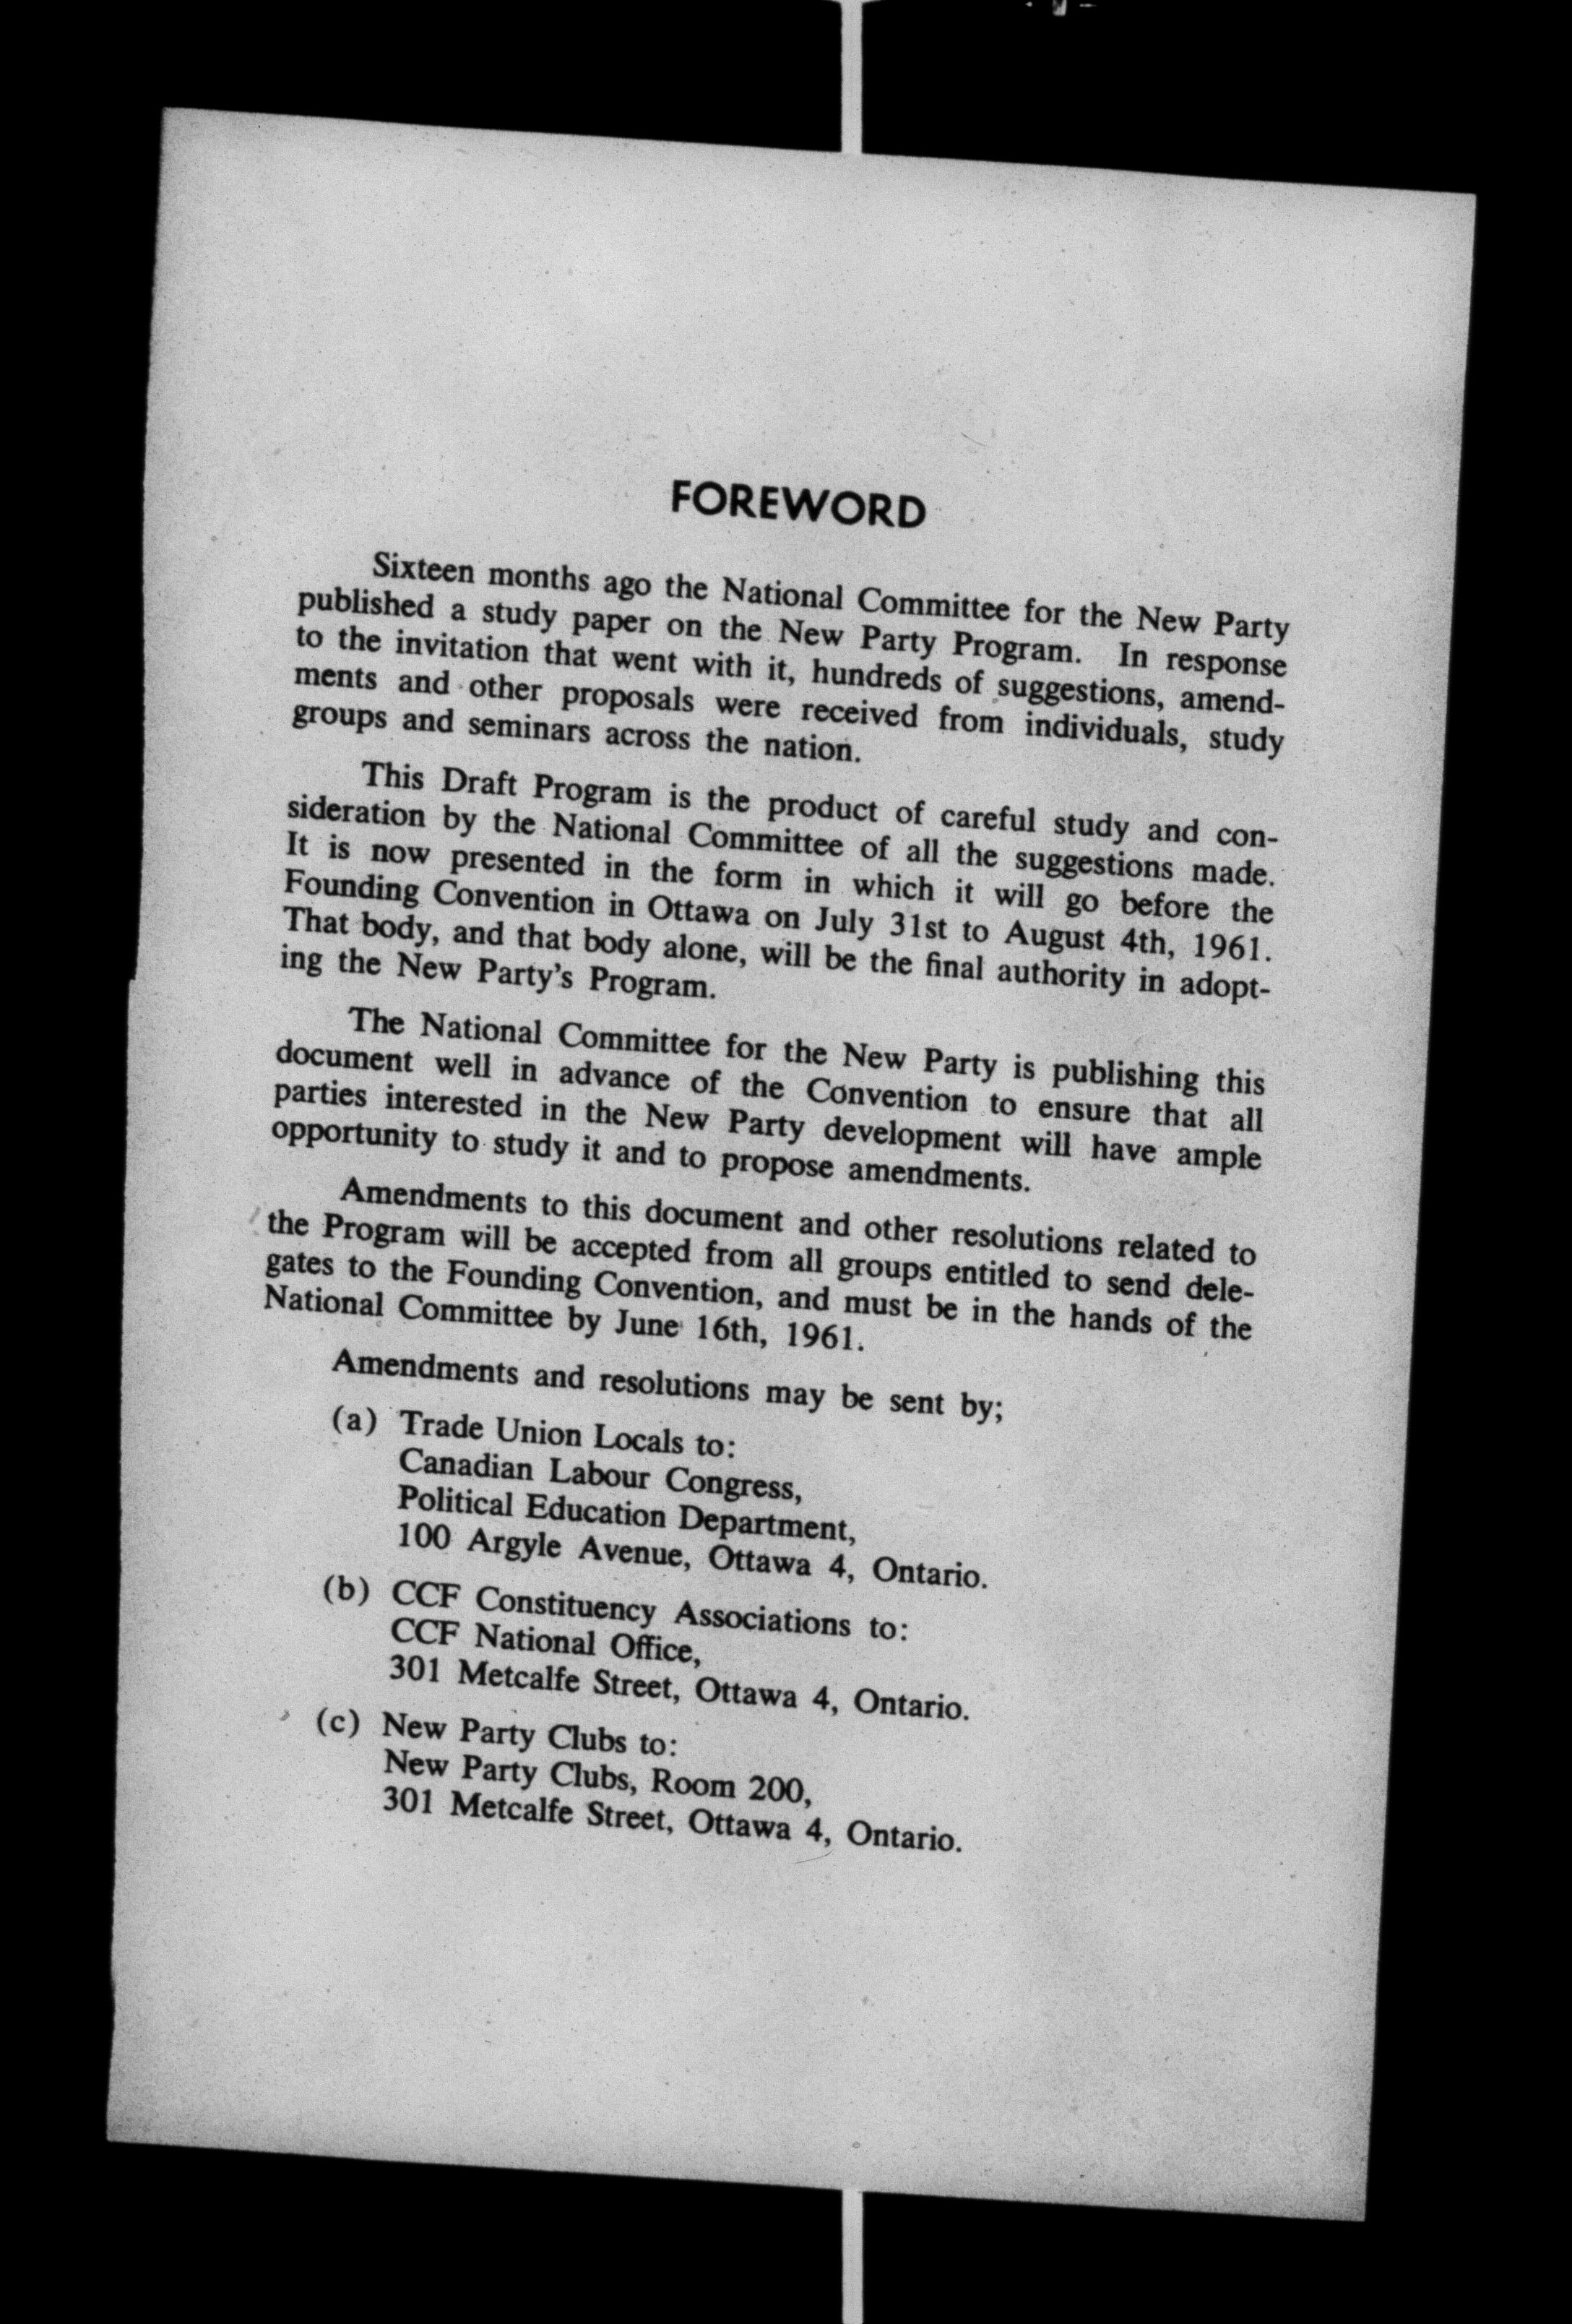 FOREWORD
Sixteen months ago the National Committee for the New Party
published a study paper on the New Party Program. In response
to the invitation that went with it, hundreds of suggestions, amend-
ments and other proposals were received from individuals, study
groups and seminars across the nation.
This Draft Program is the product of careful study and con-
sideration by the National Committee of all the suggestions made.
It is now presented in the form in which it will go before the
Founding Convention in Ottawa on July 31st to August 4th, 1961.
That body, and that body alone, will be the final authority in adopt-
ing the New Party's Program.
The National Committee for the New Party is publishing this
document well in advance of the Convention to ensure that all
parties interested in the New Party development will have ample
opportunity to study it and to propose amendments.
Amendments to this document and other resolutions related to
the Program will be accepted from all groups entitled to send dele-
gates to the Founding Convention, and must be in the hands of the
National Committee by June 16th, 1961.
Amendments and resolutions may be sent by;
(a) Trade Union Locals to:
Canadian Labour Congress,
Political Education Department,
100 Argyle Avenue, Ottawa 4, Ontario.
(b) CCF Constituency Associations to:
CCF National Office,
301 Metcalfe Street, Ottawa 4, Ontario.
(c) New Party Clubs to:
New Party Clubs, Room 200,
301 Metcalfe Street, Ottawa 4, Ontario.